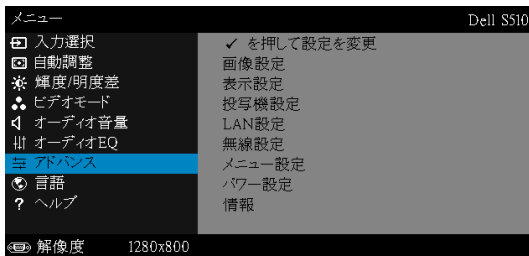 メニュー Dell S510
入力選択
自動調整
輝度/明度差
ビデオモード
オーディオ音量
オーディオEQ
アドバンス
言語
? ヘルプ
✓ を押して設定を変更
画像設定
表示設定
投写機設定
LAN設定
無線設定
メニュー設定
パワー設定
情報
解像度 1280x800